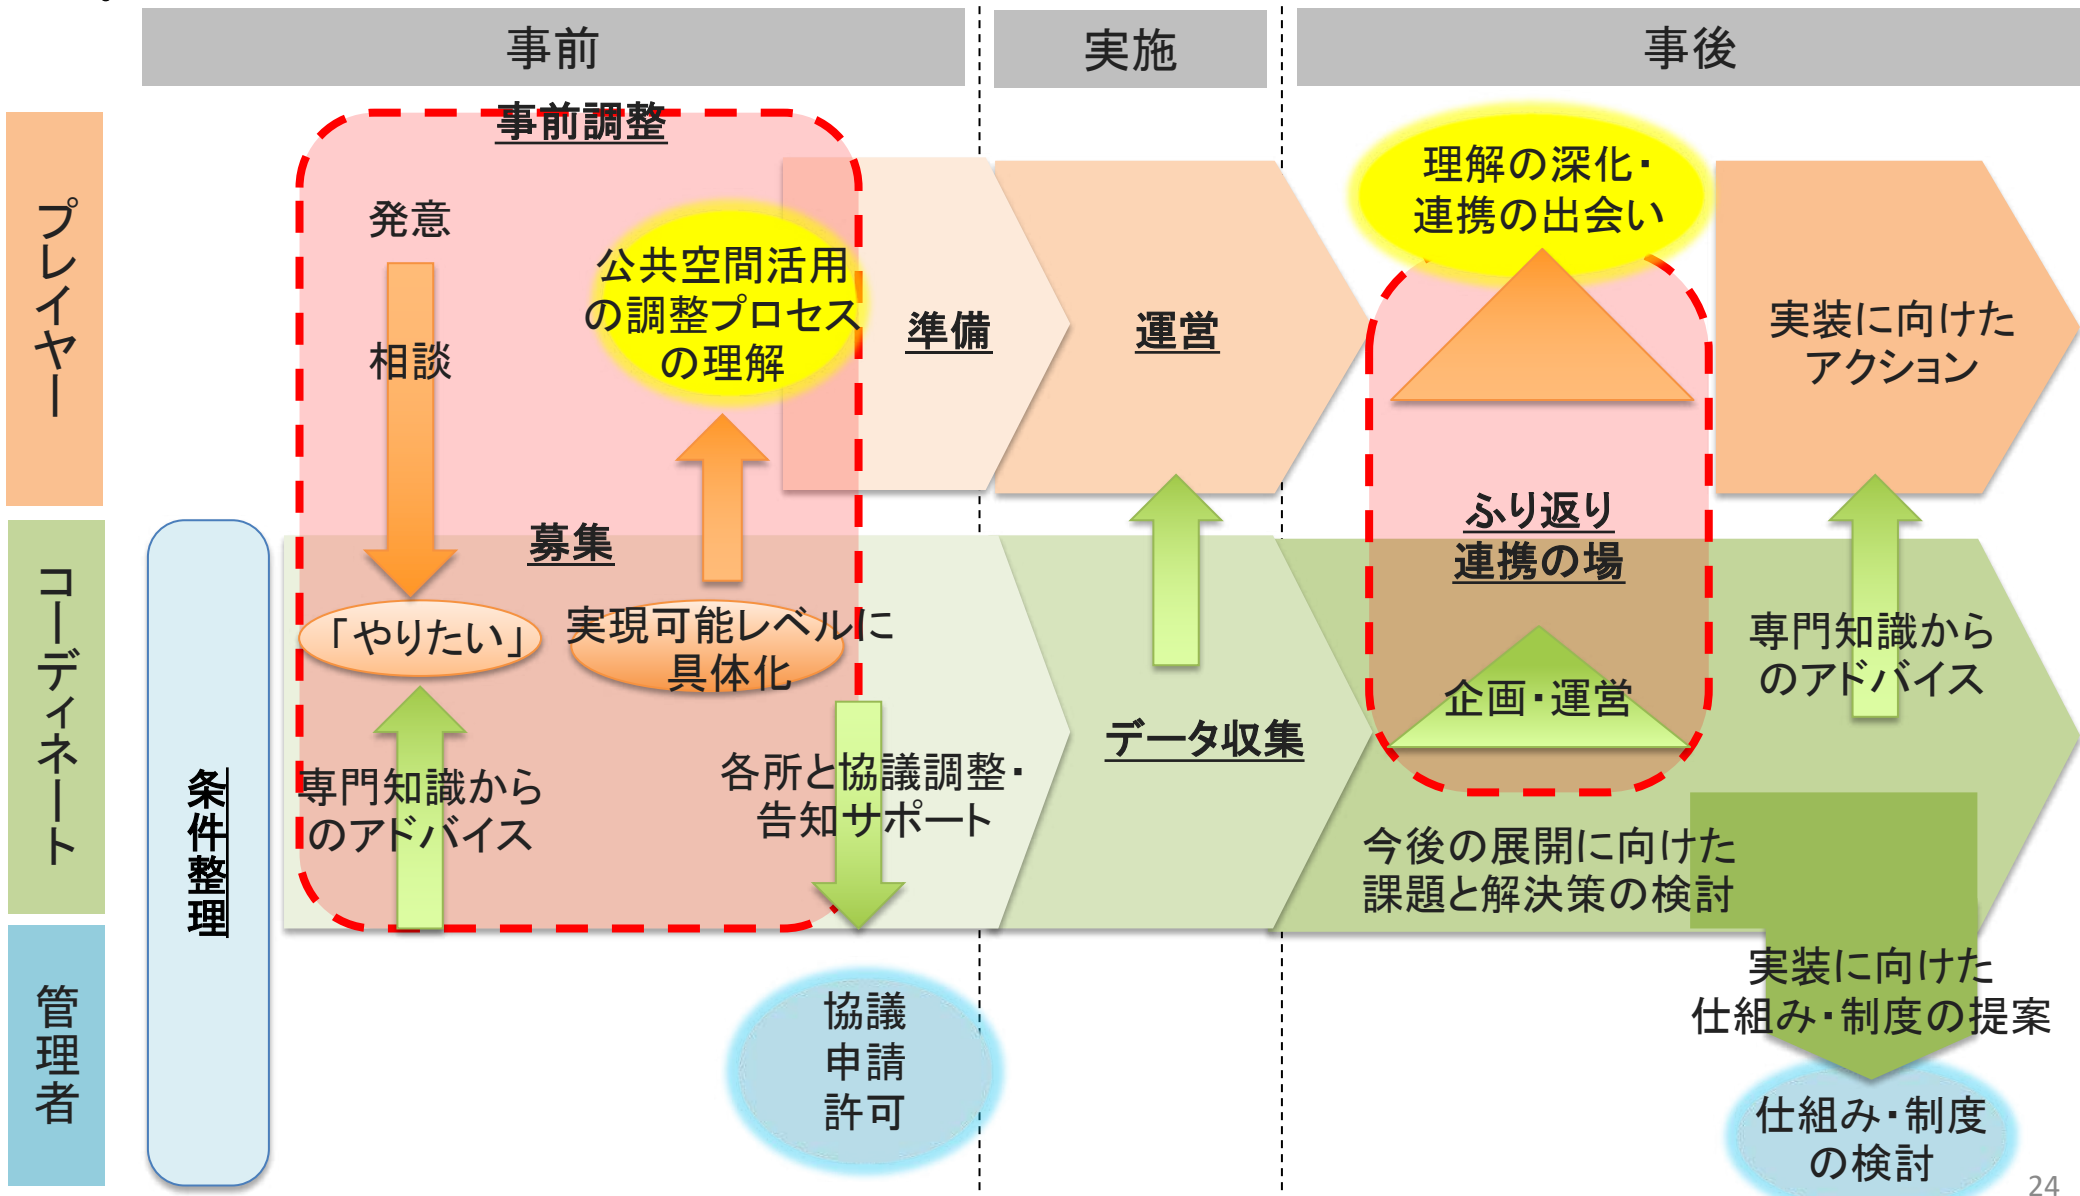 事前
実施
事後
プレイヤー
コーディネート
管理者
条件整理
事前調整
発意
相談
公共空間活用
の調整プロセス
の理解
準備
運営
理解の深化・
連携の出会い
実装に向けた
アクション
募集
「やりたい」
実現可能レベルに
具体化
専門知識から
のアドバイス
各所と協議調整・
告知サポート
データ収集
ふり返り
連携の場
企画・運営
専門知識から
のアドバイス
今後の展開に向けた
課題と解決策の検討
実装に向けた
仕組み・制度の提案
協議
申請
許可
仕組み・制度
の検討
24